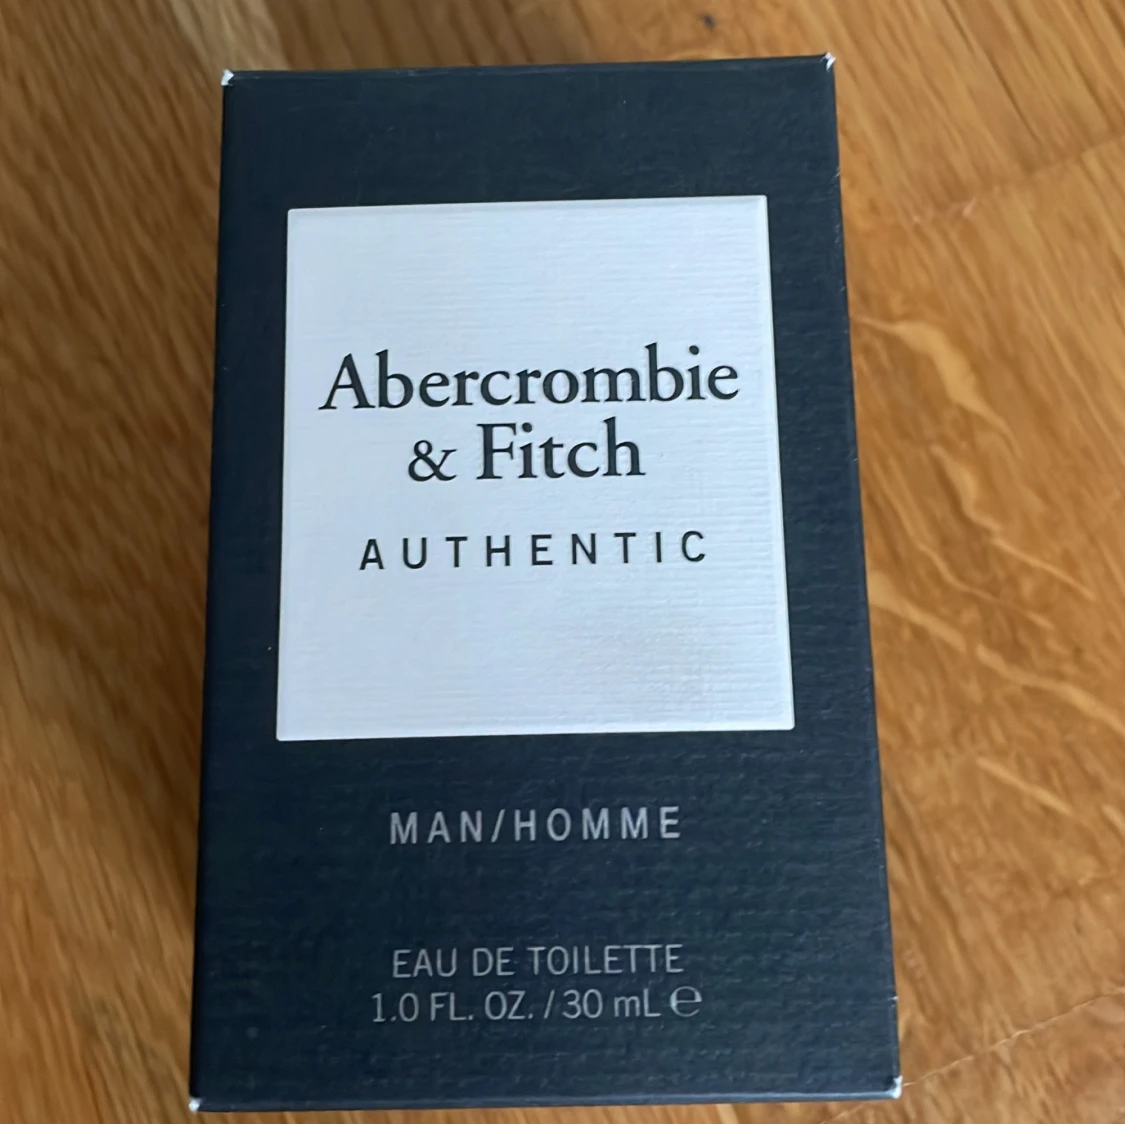 Abercrombie
& Fitch
AUTHENTIC
MAN/HOMME
EAU DE TOILETTE
1.0 FL. OZ. / 30 mL ℮